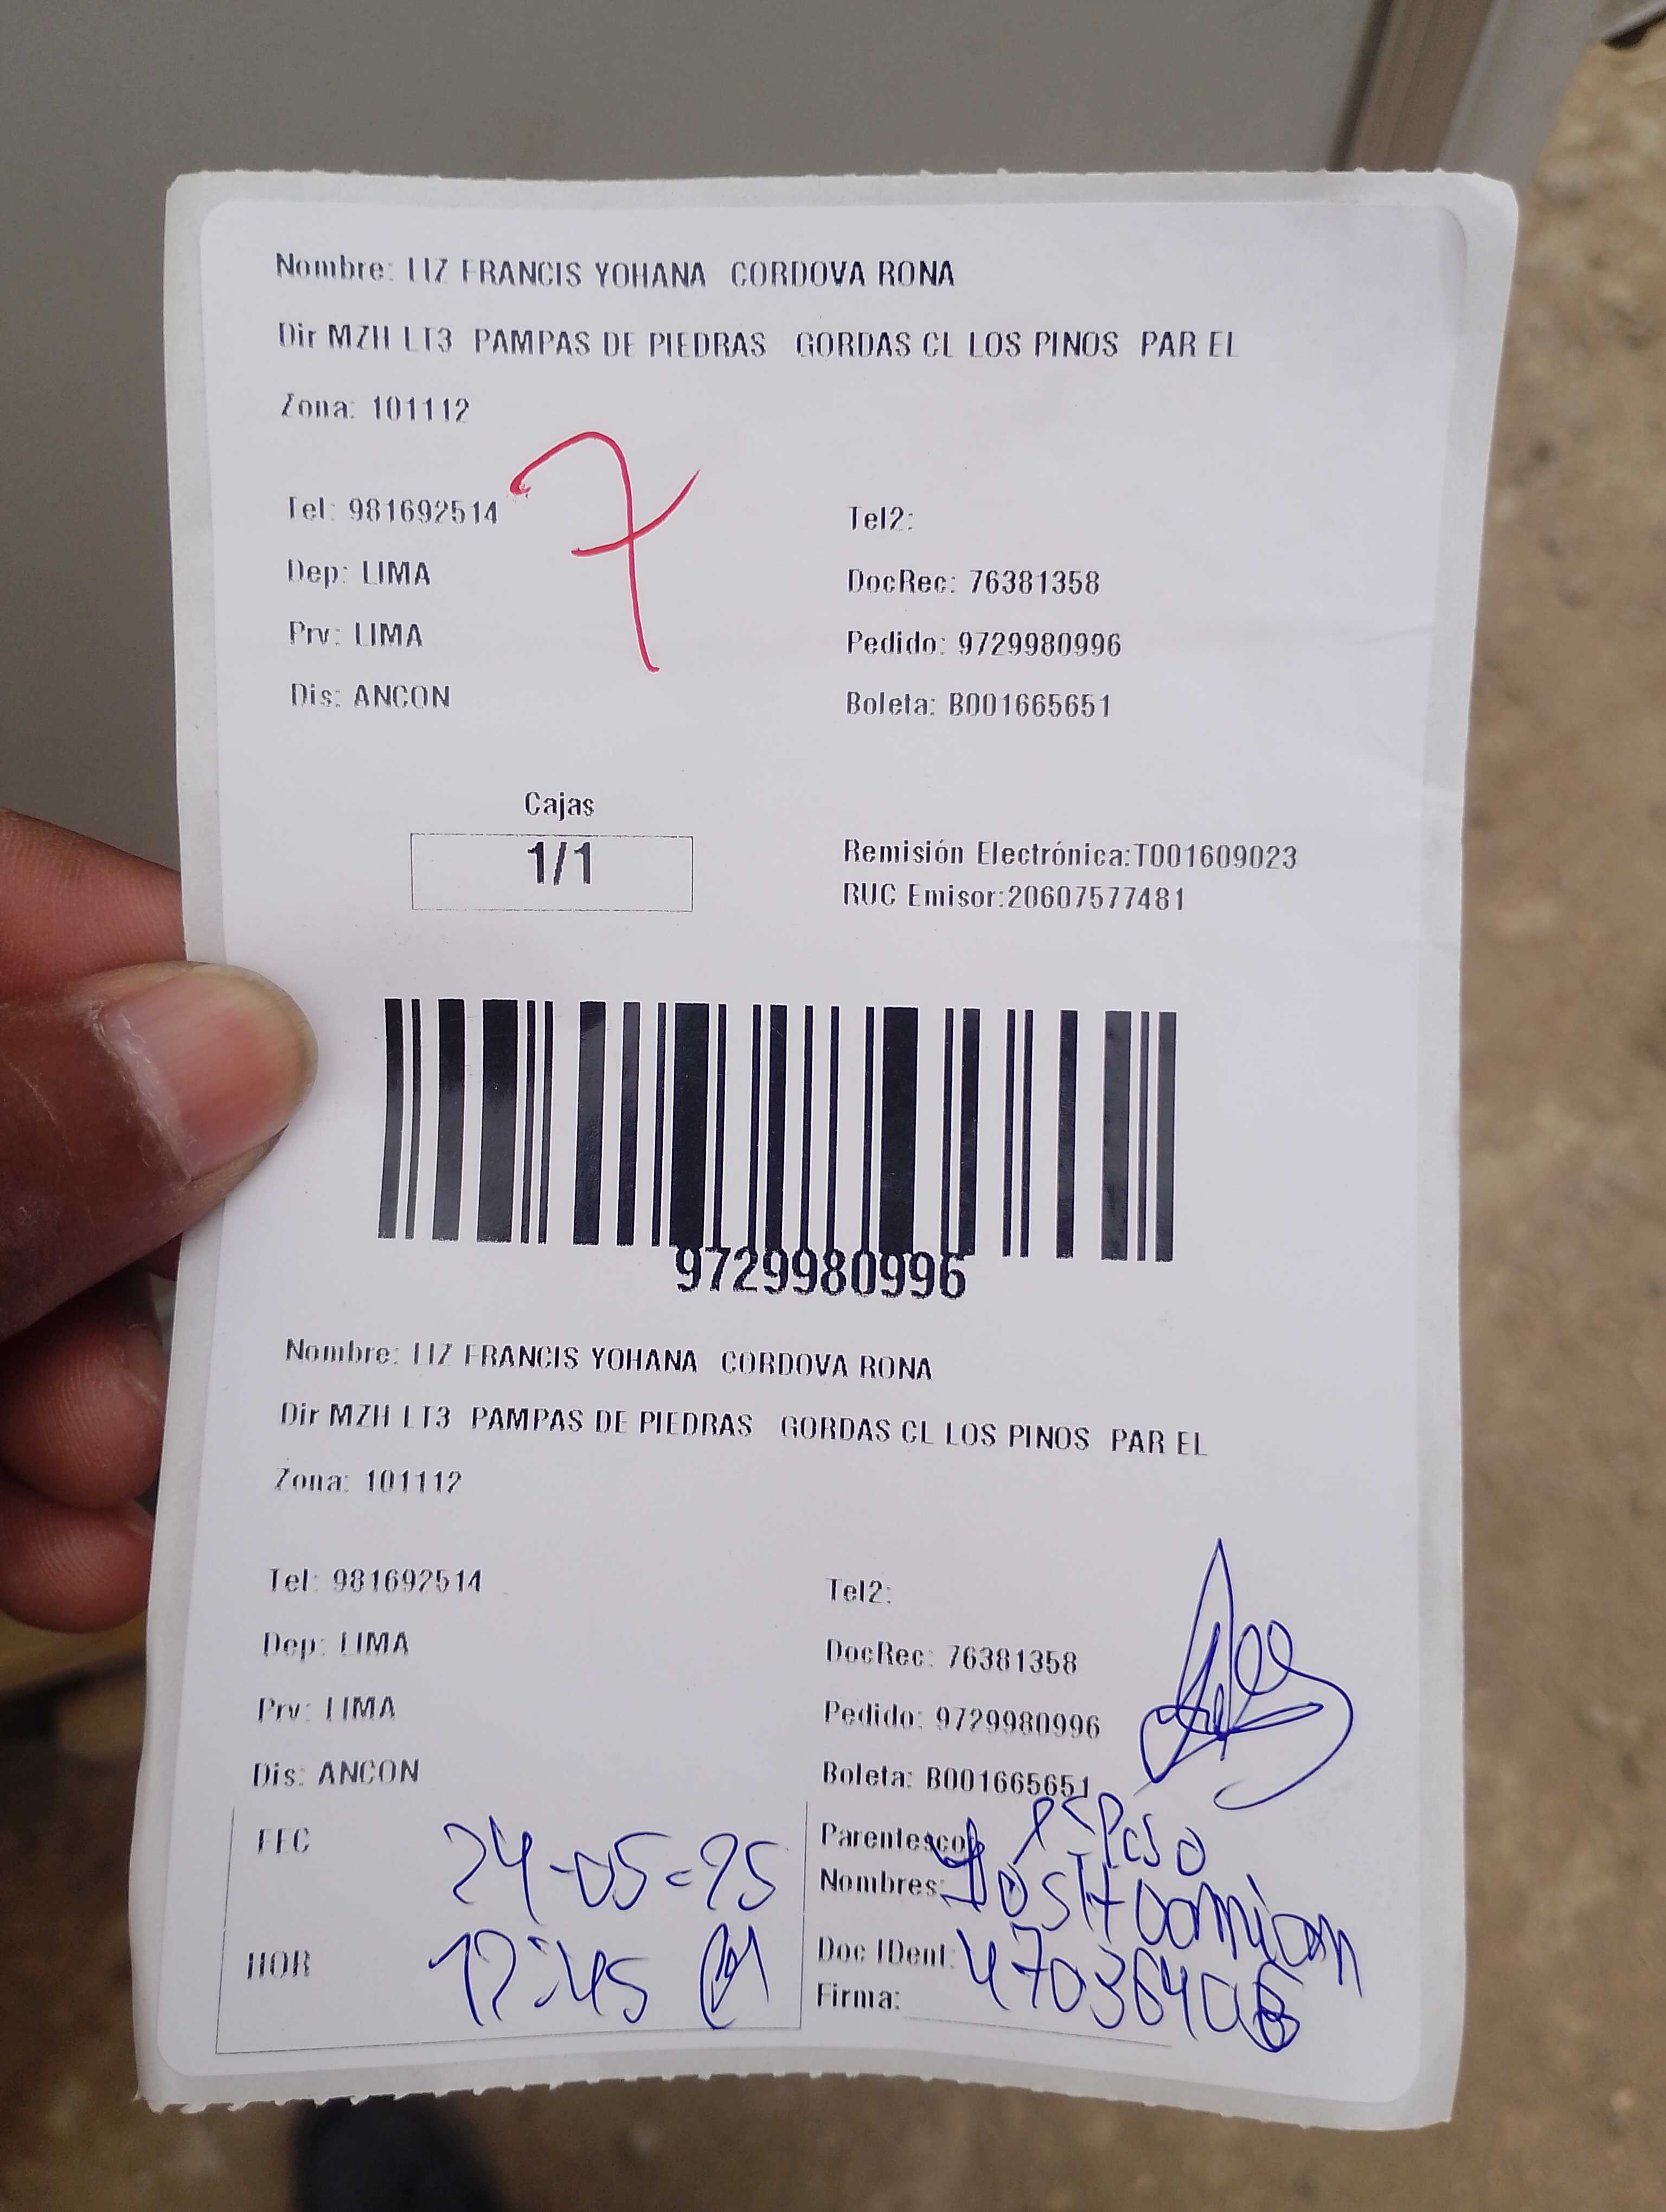 Nombre: LIZ FRANCIS YOHANA CORDOVA RONA
Dir MZH LT3 PAMPAS DE PIEDRAS GORDAS CL LOS PINOS PAR EL
Zona: 101112
7
Tel: 981692514
Tel2:
Dep: LIMA
DocRec: 76381358
Prv: LIMA
Pedido: 9729980996
Dis: ANCON
Boleta: B001665651
Cajas
1/1
Remisión Electrónica:T001609023
RUC Emisor:20607577481
9729980996
Nombre: LIZ FRANCIS YOHANA CORDOVA RONA
Dir MZH LT3 PAMPAS DE PIEDRAS GORDAS CL LOS PINOS PAR EL
Zona: 101112
Tel: 981692514
Tel2:
Dep: LIMA
DocRec: 76381358
Prv: LIMA
Pedido: 9729980996
Dis: ANCON
Boleta: B001665651
FEC 24-05-25
Parentesco
Nombres: Damian
HOR 12:45
Doc IDent: 47036406
Firma: